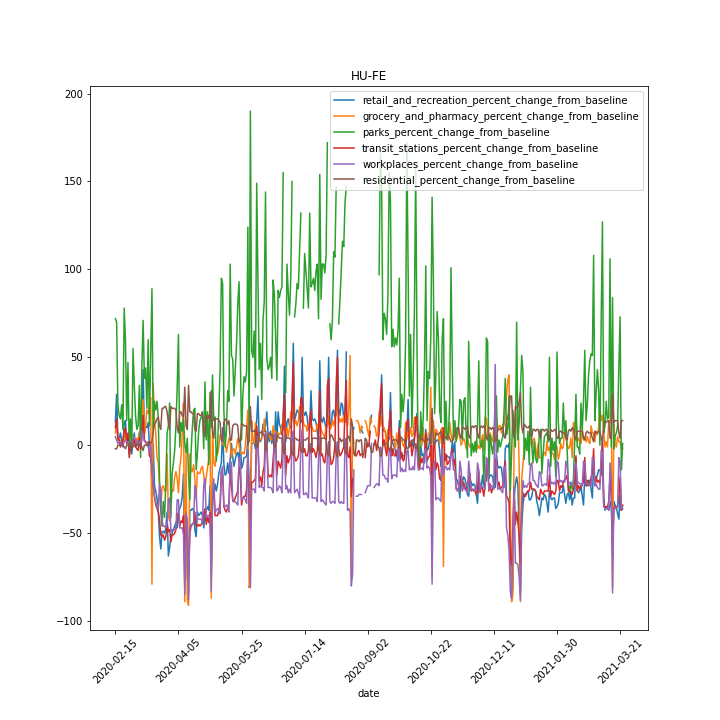 HU-FE
retail_and_recreation_percent_change_from_baseline
grocery_and_pharmacy_percent_change_from_baseline
parks_percent_change_from_baseline
transit_stations_percent_change_from_baseline
workplaces_percent_change_from_baseline
residential_percent_change_from_baseline
200
150
100
50
0
−50
−100
2020-02-15
2020-04-05
2020-05-25
2020-07-14
2020-09-02
2020-10-22
2020-12-11
2021-01-30
2021-03-21
date